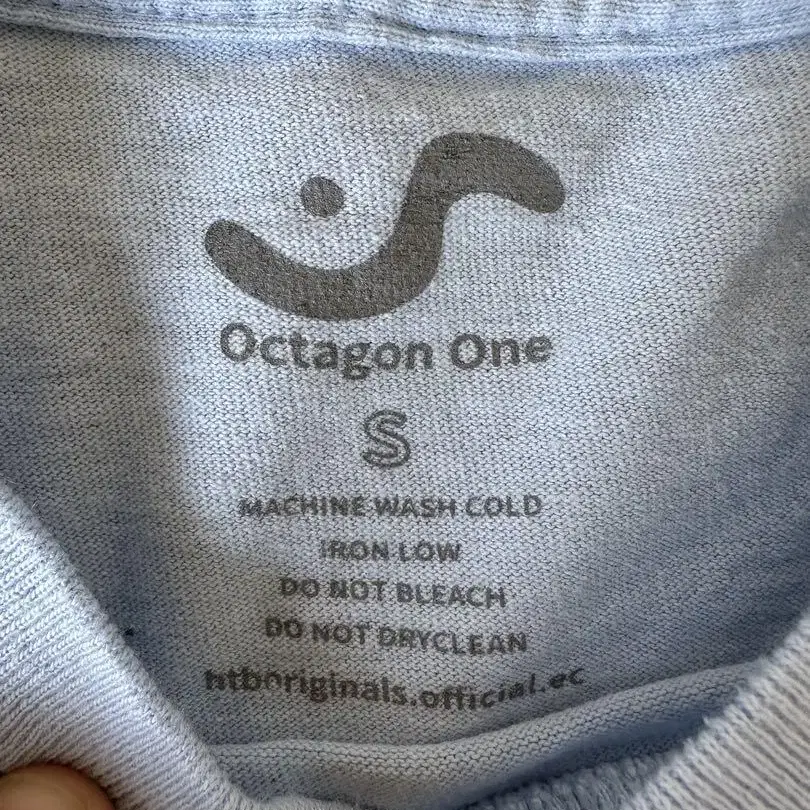 Octagon One
S
MACHINE WASH COLD
IRON LOW
DO NOT BLEACH
DO NOT DRYCLEAN
ntboriginals.official.ec